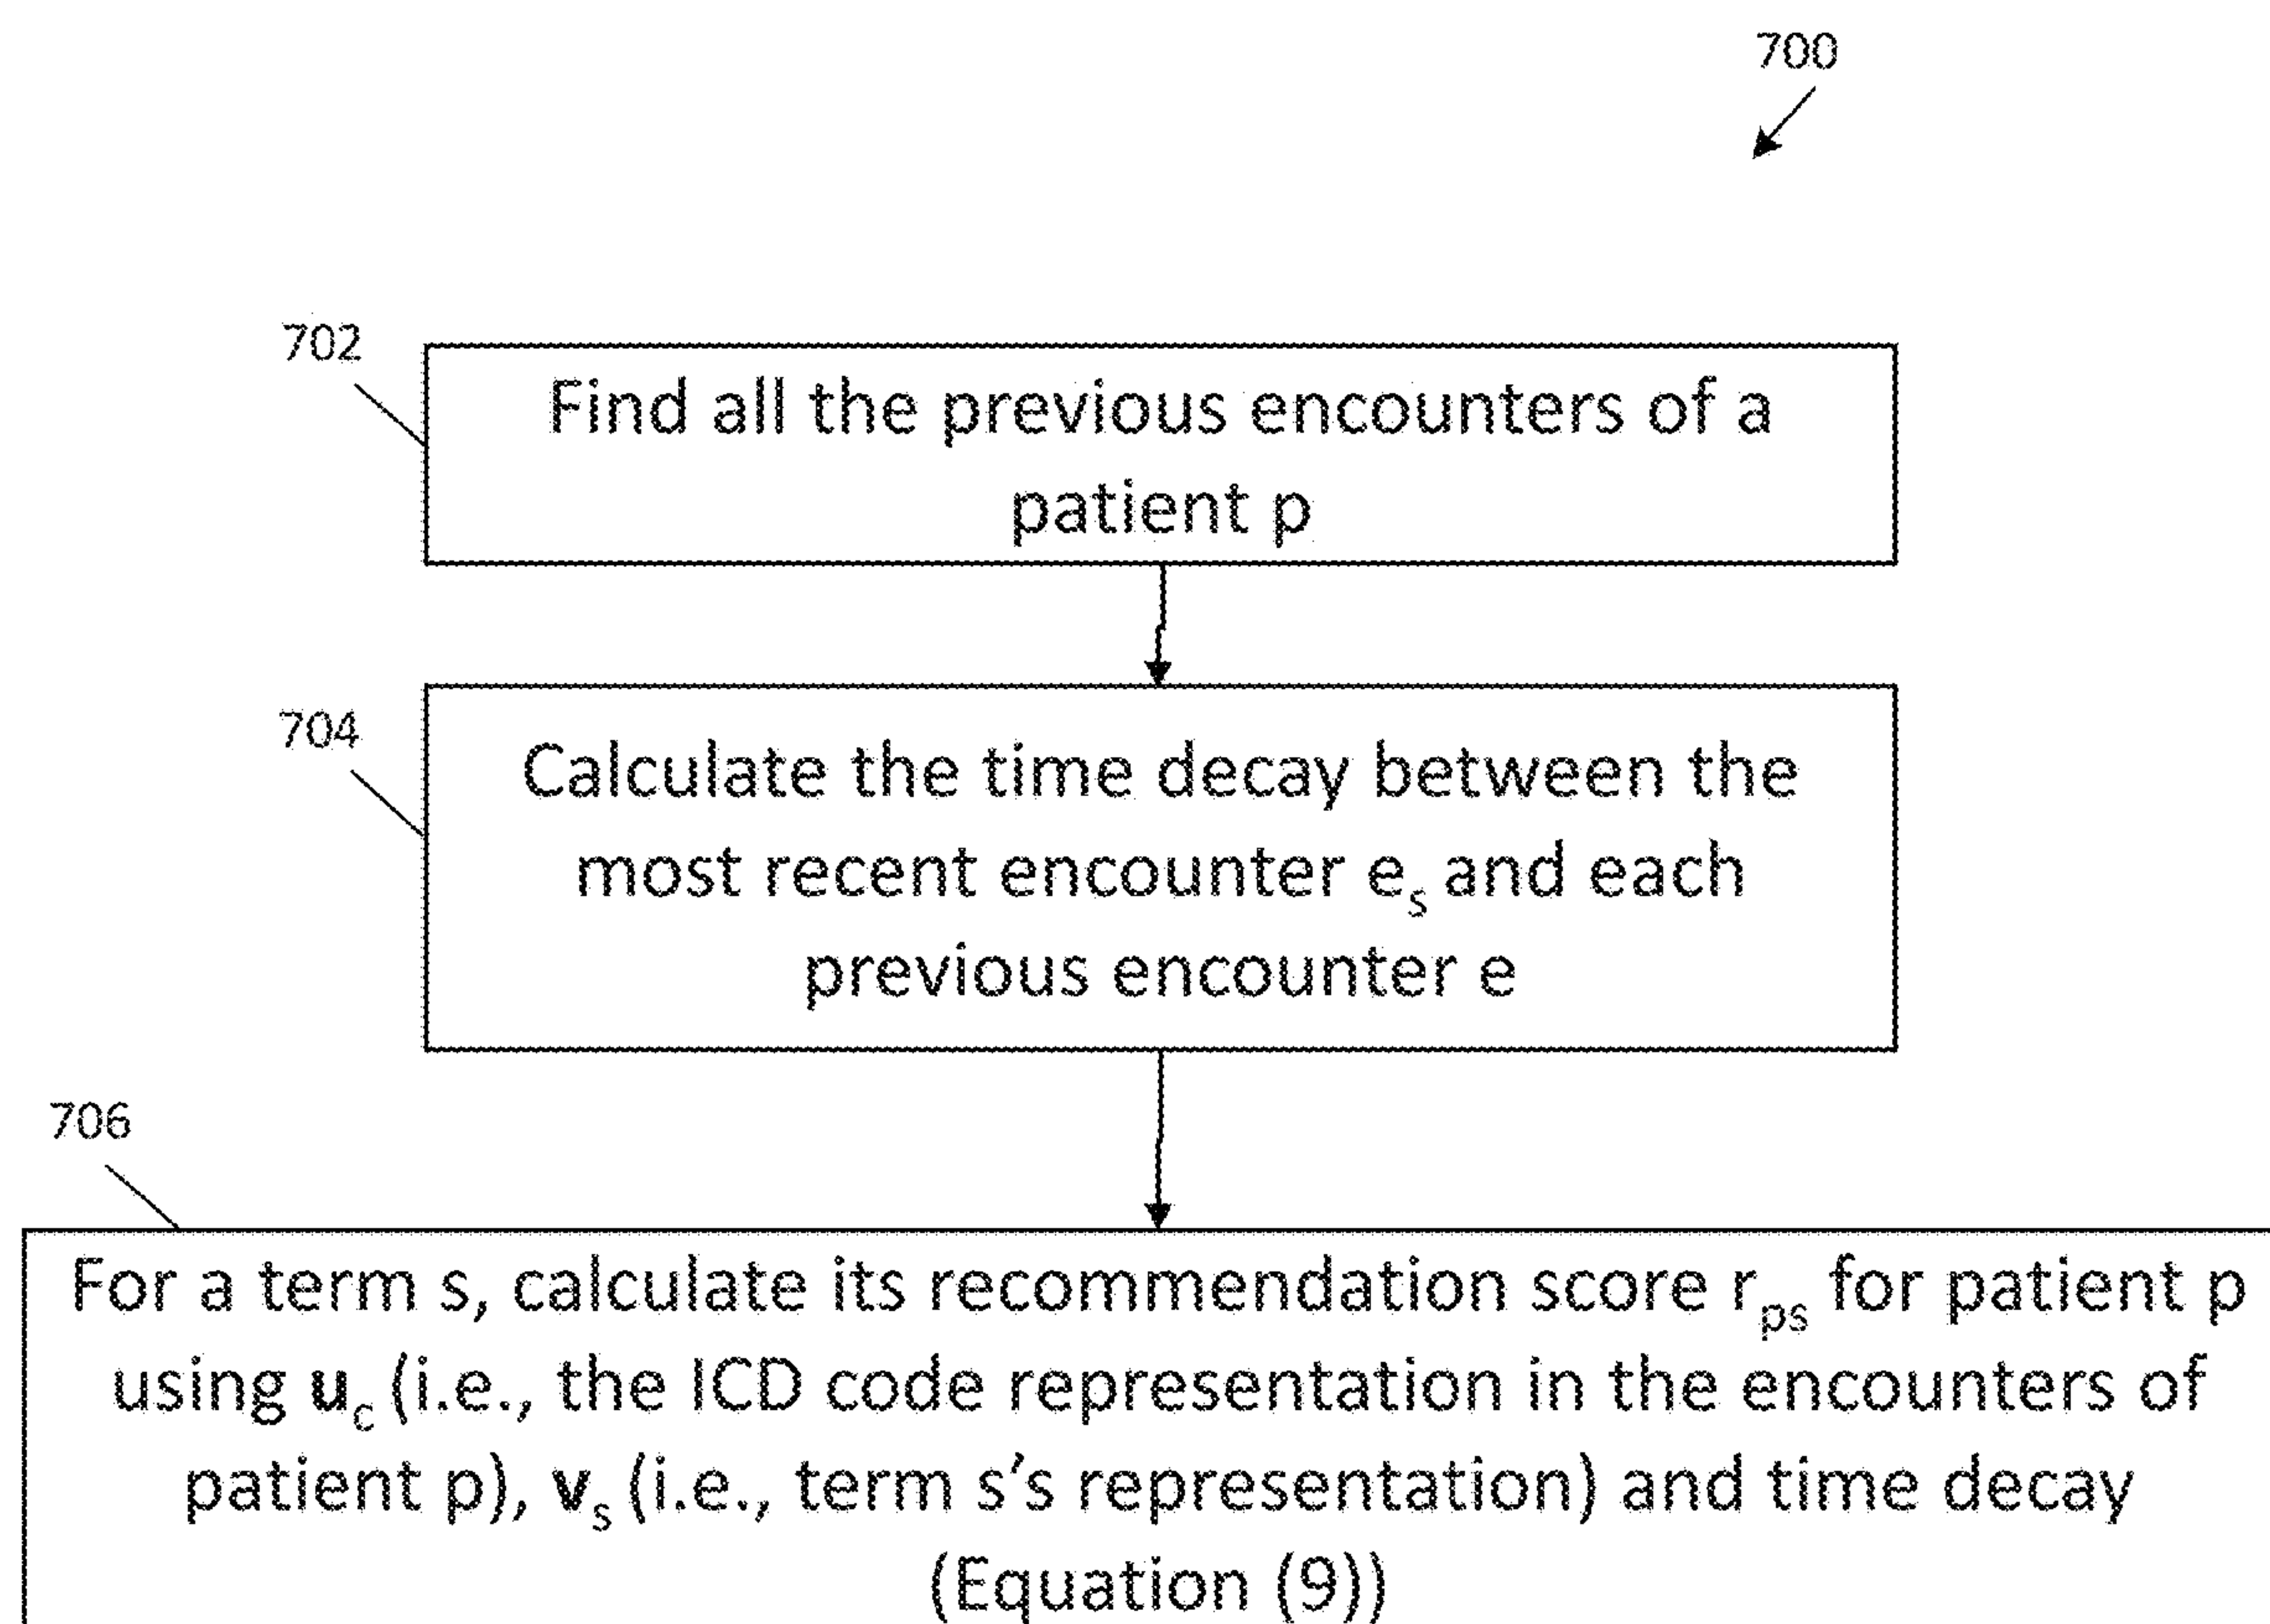 700
702
Find all the previous encounters of a
patient p
704
Calculate the time decay between the
most recent encounter eₛ and each
previous encounter e
706
For a term s, calculate its recommendation score rₚₛ for patient p
using u_c (i.e., the ICD code representation in the encounters of
patient p), vₛ (i.e., term s’s representation) and time decay
(Equation (9))